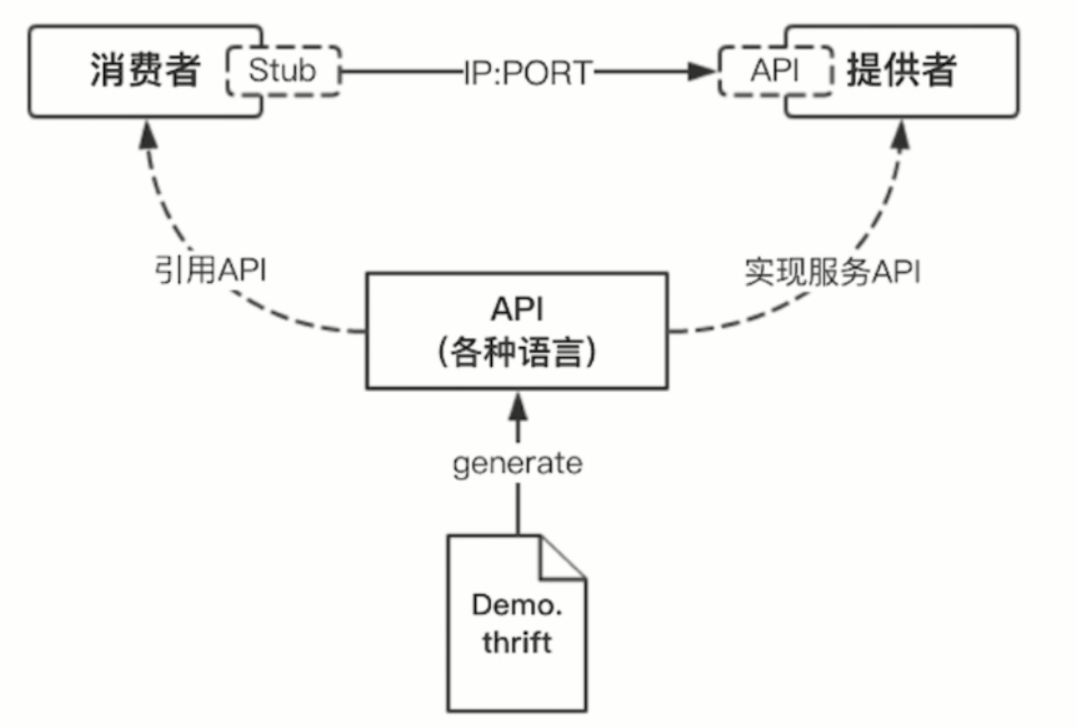 消费者
Stub
IP:PORT
API
提供者
引用API
实现服务API
API
(各种语言)
generate
Demo.
thrift